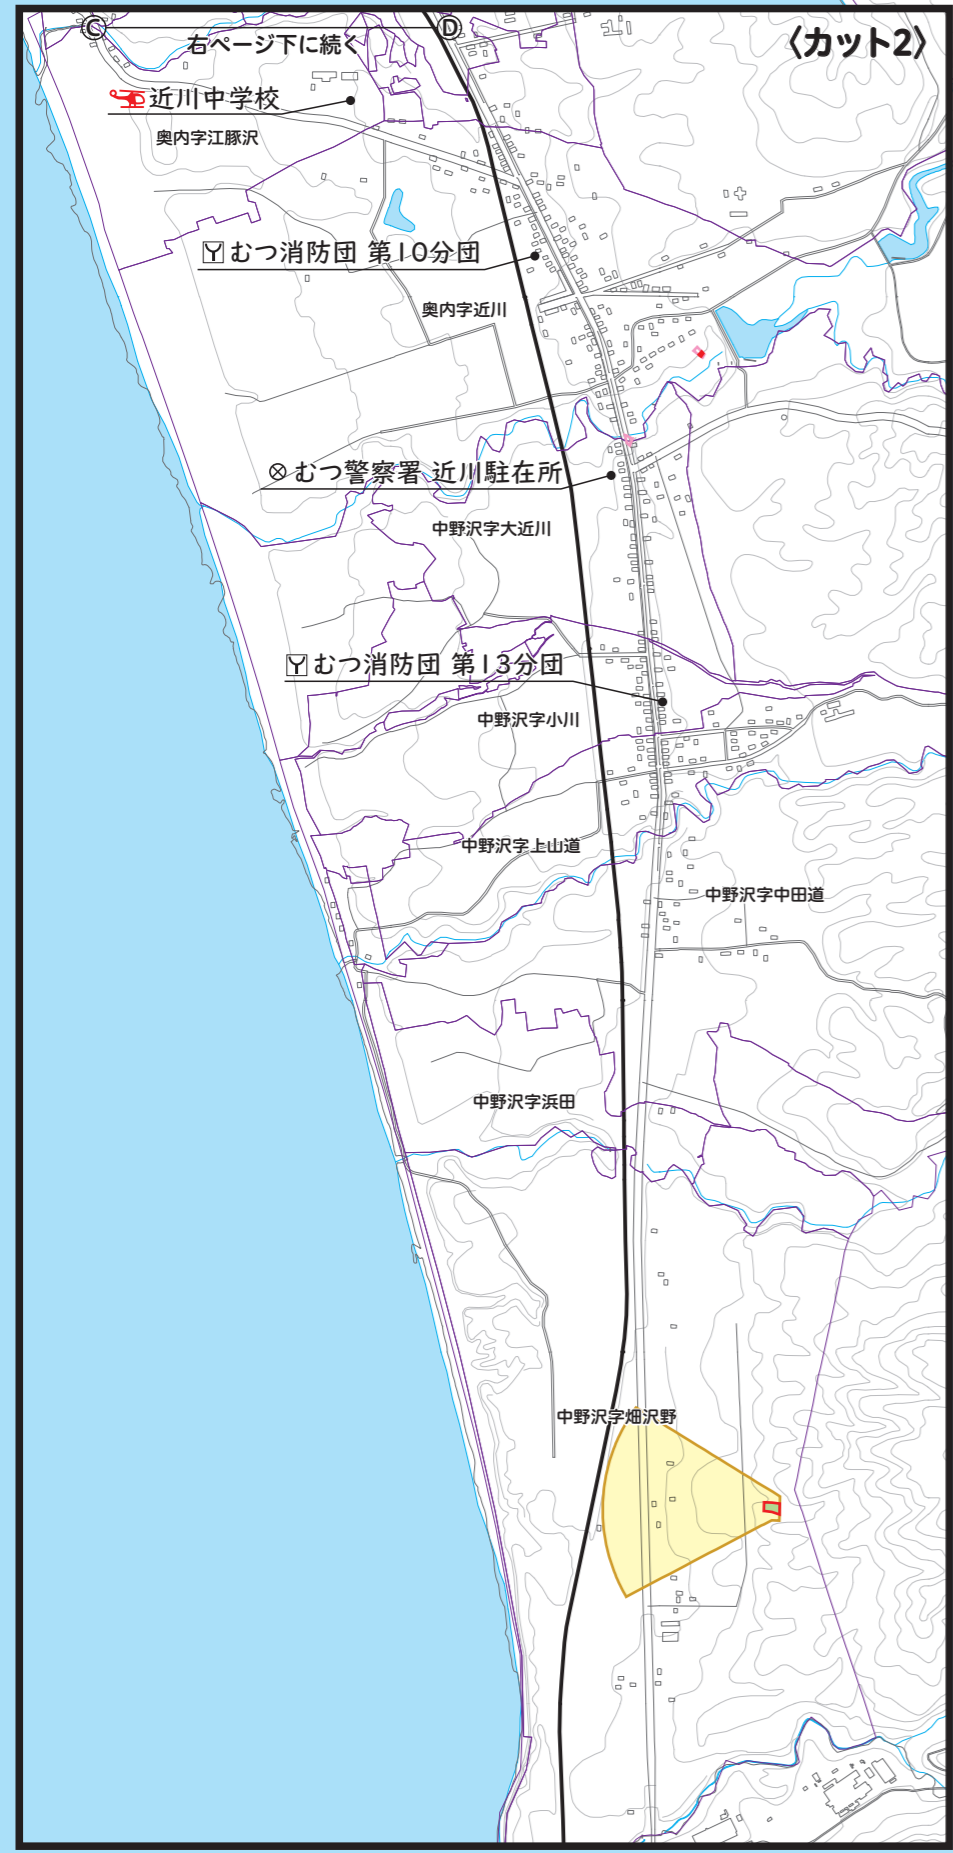 Ⓒ
Ⓓ
右ページ下に続く
〈カット2〉
近川中学校
奥内字江豚沢
むつ消防団 第10分団
奥内字近川
むつ警察署 近川駐在所
中野沢字大近川
むつ消防団 第13分団
中野沢字小川
中野沢字上山道
中野沢字中田道
中野沢字浜田
中野沢字畑沢野